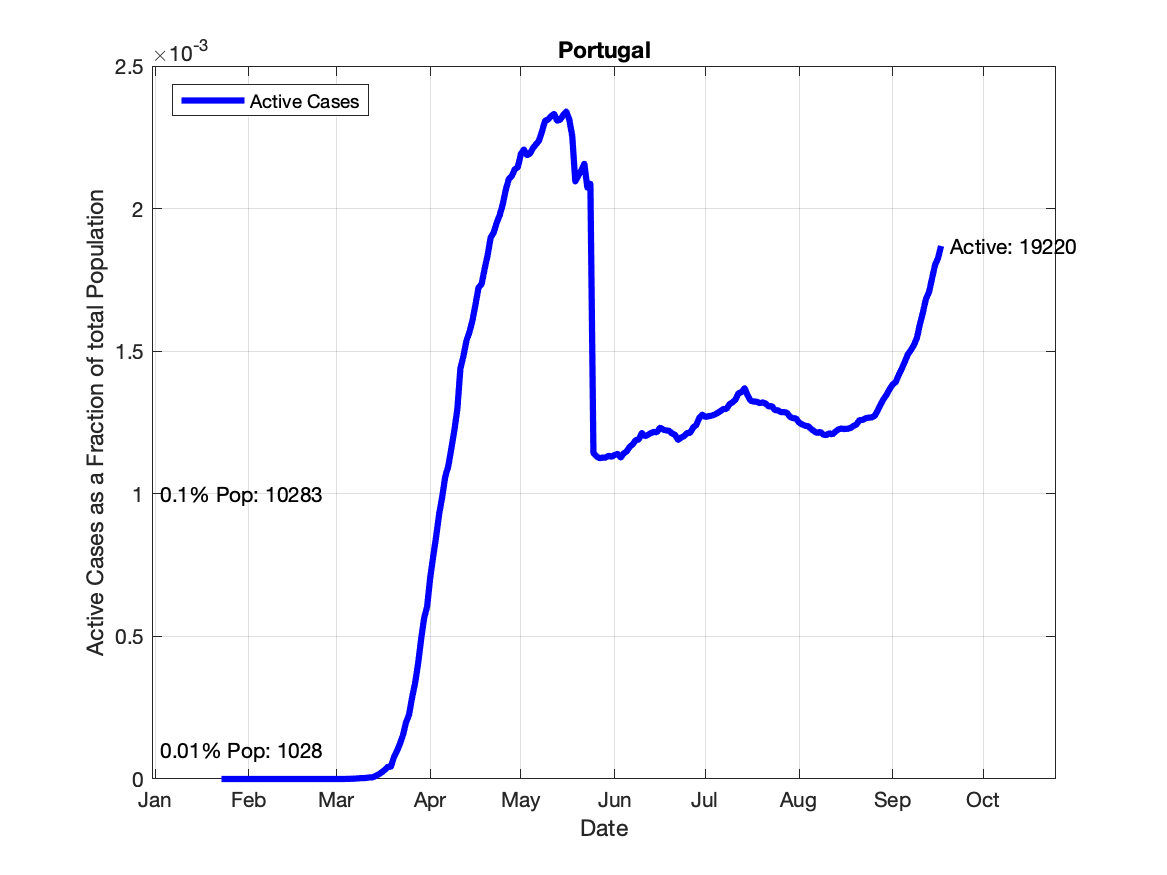 Portugal
×10-3
2.5
2
1.5
1
0.5
0
Active Cases
Active: 19220
0.1% Pop: 10283
0.01% Pop: 1028
Active Cases as a Fraction of total Population
Jan Feb Mar Apr May Jun Jul Aug Sep Oct
Date